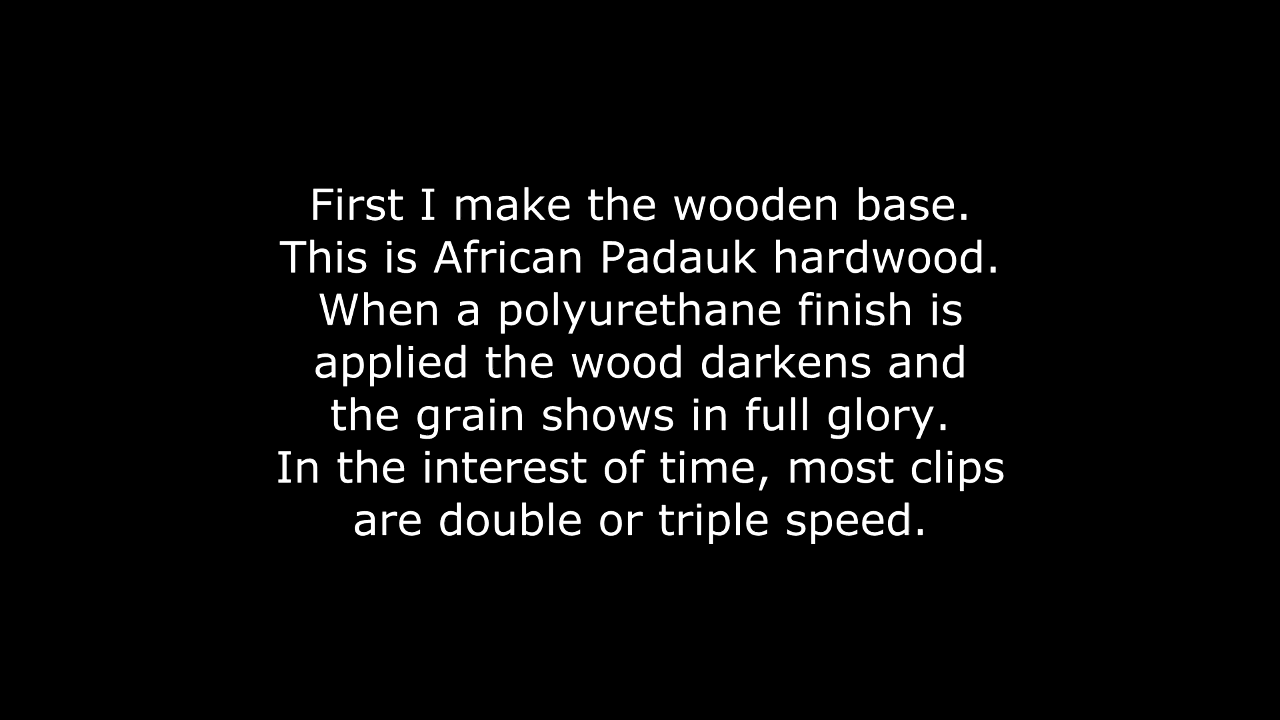 First I make the wooden base.
This is African Padauk hardwood.
When a polyurethane finish is
applied the wood darkens and
the grain shows in full glory.
In the interest of time, most clips
are double or triple speed.